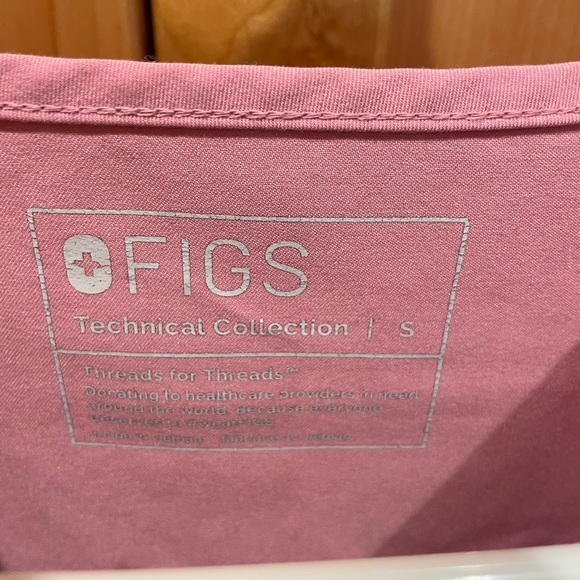 FIGS
Technical Collection | S
Threads for Threads™
Donating to healthcare providers in need
around the world. Because everyone